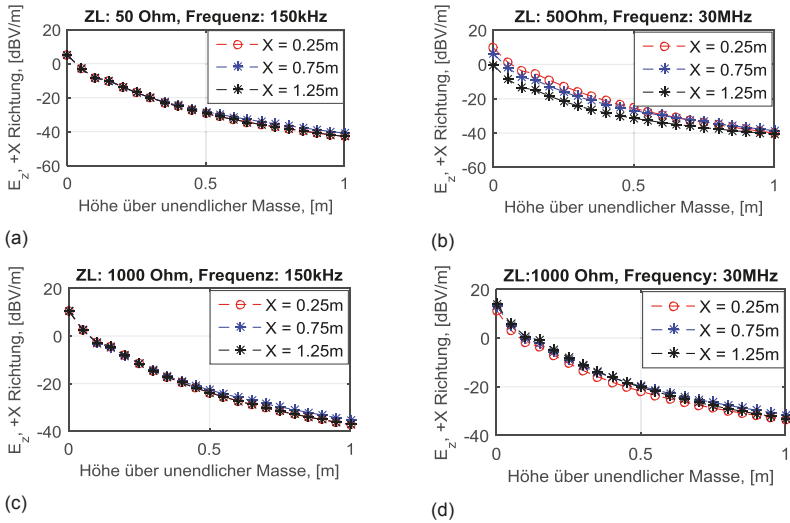 ZL: 50 Ohm, Frequenz: 150kHz
E_z, +X Richtung, [dBV/m]
20
0
-20
-40
-60
X = 0.25m
X = 0.75m
X = 1.25m
0
0.5
1
Höhe über unendlicher Masse, [m]
(a)
ZL: 50Ohm, Frequenz: 30MHz
E_z, +X Richtung, [dBV/m]
20
0
-20
-40
-60
X = 0.25m
X = 0.75m
X = 1.25m
0
0.5
1
Höhe über unendlicher Masse, [m]
(b)
ZL: 1000 Ohm, Frequenz: 150kHz
E_z, +X Richtung, [dBV/m]
20
0
-20
-40
X = 0.25m
X = 0.75m
X = 1.25m
0
0.5
1
Höhe über unendlicher Masse, [m]
(c)
ZL:1000 Ohm, Frequency: 30MHz
E_z, +X Richtung, [dBV/m]
20
0
-20
-40
X = 0.25m
X = 0.75m
X = 1.25m
0
0.5
1
Höhe über unendlicher Masse, [m]
(d)